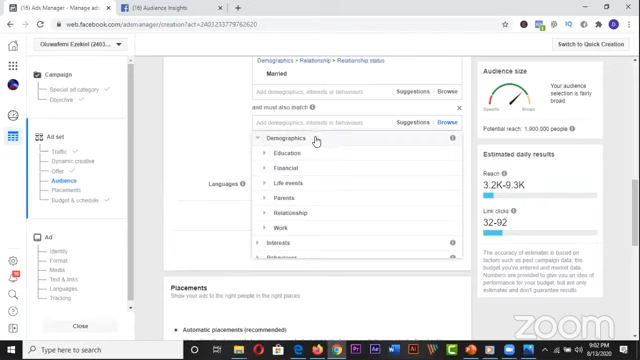 (16) Ads Manager - Creation
(16) Audience Insights
web.facebook.com/adsmanager/creation?act=2403233779762620
Oluwafemi Ezekiel (2403...
Switch to Quick Creation
Campaign
Special ad category
Objective
Ad set
Traffic
Dynamic creative
Offer
Audience
Placements
Budget & schedule
Ad
Identity
Format
Media
Text & links
Languages
Tracking
Close
Demographics > Relationship > Relationship status
Married
Add demographics, interests or behaviours
Suggestions
Browse
and must also match
Add demographics, interests or behaviours
Suggestions
Browse
Demographics
Education
Financial
Life events
Parents
Relationship
Work
Interests
Behaviours
Languages
Placements
Show your ads to the right people in the right places
Automatic placements (recommended)
Audience size
Your audience selection is fairly broad.
Specific
Broad
Potential reach: 1,900,000 people
Estimated daily results
Reach
3.2K-9.3K
Link clicks
32-92
The accuracy of estimates is based on
factors such as past campaign data, the
budget you've entered and market data.
Numbers are provided to give you an idea of
performance for your budget, but are only
estimates and don't guarantee results.
zoom
Type here to search
9:02 PM
8/13/2020